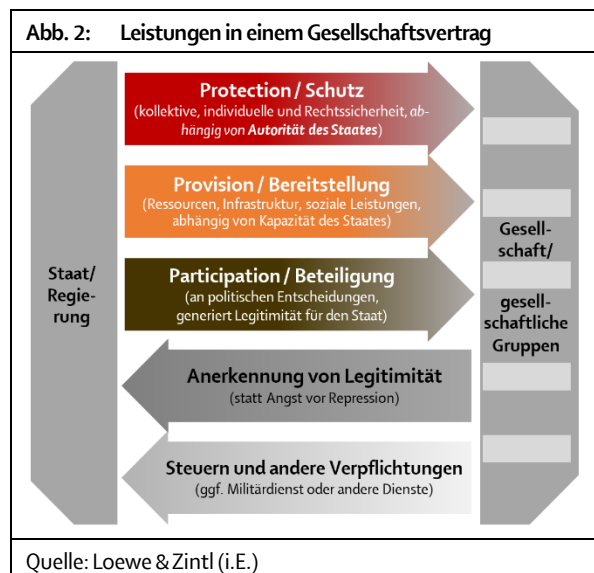 Abb. 2: Leistungen in einem Gesellschaftsvertrag
Protection / Schutz
(kollektive, individuelle und Rechtssicherheit, ab-
hängig von Autorität des Staates)
Provision / Bereitstellung
(Ressourcen, Infrastruktur, soziale Leistungen,
abhängig von Kapazität des Staates)
Staat/
Regie-
rung
Participation / Beteiligung
(an politischen Entscheidungen,
generiert Legitimität für den Staat)
Gesell-
schaft/
gesell-
schaftliche
Gruppen
Anerkennung von Legitimität
(statt Angst vor Repression)
Steuern und andere Verpflichtungen
(ggf. Militärdienst oder andere Dienste)
Quelle: Loewe & Zintl (i.E.)